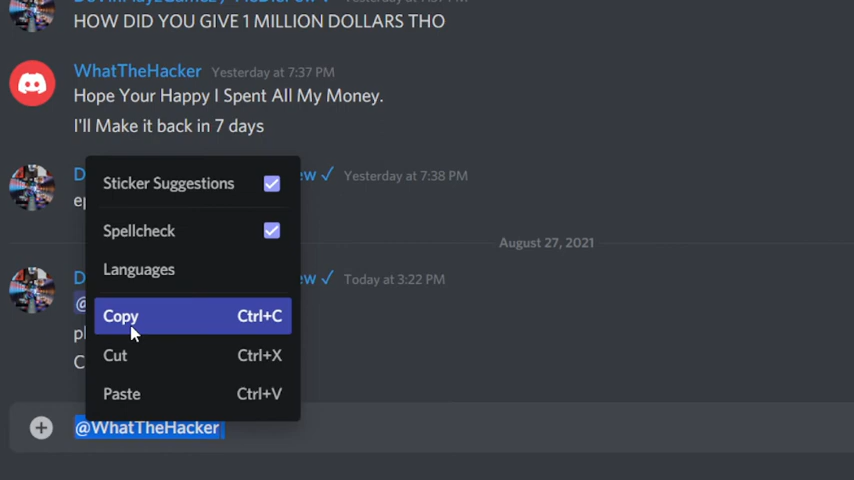 HOW DID YOU GIVE 1 MILLION DOLLARS THO
WhatTheHacker Yesterday at 7:37 PM
Hope Your Happy I Spent All My Money.
I'll Make it back in 7 days
Yesterday at 7:38 PM
August 27, 2021
Today at 3:22 PM
Sticker Suggestions
Spellcheck
Languages
Copy Ctrl+C
Cut Ctrl+X
Paste Ctrl+V
@WhatTheHacker